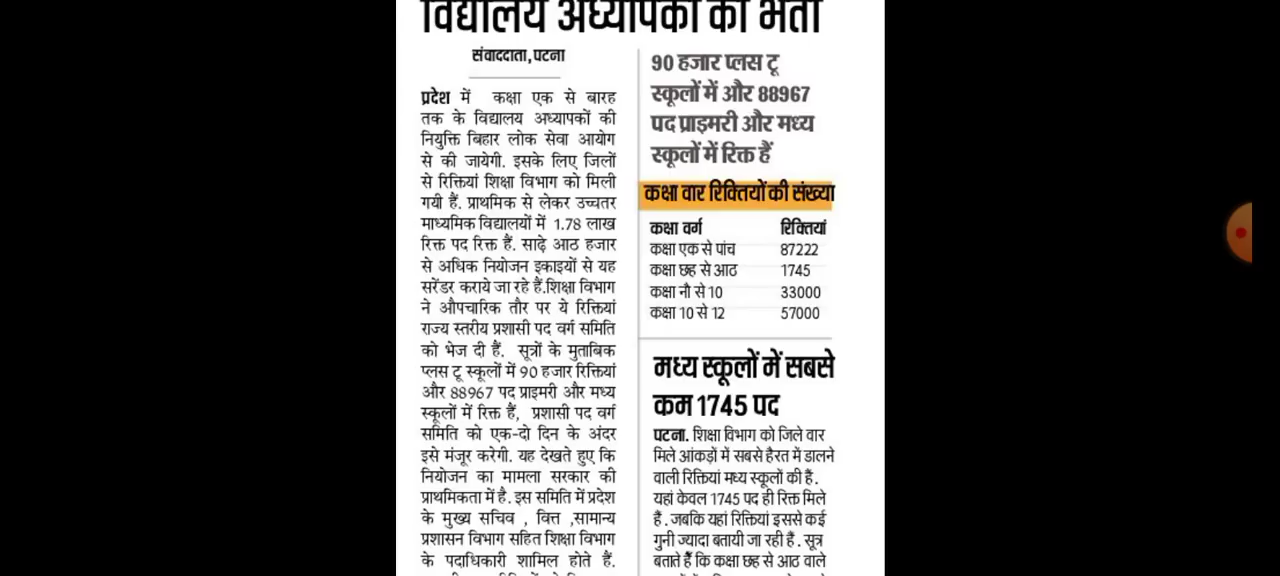 विद्यालय अध्यापकों की भर्ती
संवाददाता, पटना
प्रदेश में कक्षा एक से बारह
तक के विद्यालय अध्यापकों की
नियुक्ति बिहार लोक सेवा आयोग
से की जायेगी. इसके लिए जिलों
से रिक्तियां शिक्षा विभाग को मिली
गयी हैं. प्राथमिक से लेकर उच्चतर
माध्यमिक विद्यालयों में 1.78 लाख
रिक्त पद रिक्त हैं. साढ़े आठ हजार
से अधिक नियोजन इकाइयों से यह
सरेंडर कराये जा रहे हैं.शिक्षा विभाग
ने औपचारिक तौर पर ये रिक्तियां
राज्य स्तरीय प्रशासी पद वर्ग समिति
को भेज दी हैं. सूत्रों के मुताबिक
प्लस टू स्कूलों में 90 हजार रिक्तियां
और 88967 पद प्राइमरी और मध्य
स्कूलों में रिक्त हैं, प्रशासी पद वर्ग
समिति को एक-दो दिन के अंदर
इसे मंजूर करेगी. यह देखते हुए कि
नियोजन का मामला सरकार की
प्राथमिकता में है. इस समिति में प्रदेश
के मुख्य सचिव , वित्त ,सामान्य
प्रशासन विभाग सहित शिक्षा विभाग
के पदाधिकारी शामिल होते हैं.
90 हजार प्लस टू
स्कूलों में और 88967
पद प्राइमरी और मध्य
स्कूलों में रिक्त हैं
कक्षा वार रिक्तियों की संख्या
कक्षा वर्ग रिक्तियां
कक्षा एक से पांच 87222
कक्षा छह से आठ 1745
कक्षा नौ से 10 33000
कक्षा 10 से 12 57000
मध्य स्कूलों में सबसे
कम 1745 पद
पटना. शिक्षा विभाग को जिले वार
मिले आंकड़ों में सबसे हैरत में डालने
वाली रिक्तियां मध्य स्कूलों की हैं.
यहां केवल 1745 पद ही रिक्त मिले
हैं . जबकि यहां रिक्तियां इससे कई
गुनी ज्यादा बतायी जा रही हैं . सूत्र
बताते हैं कि कक्षा छह से आठ वाले